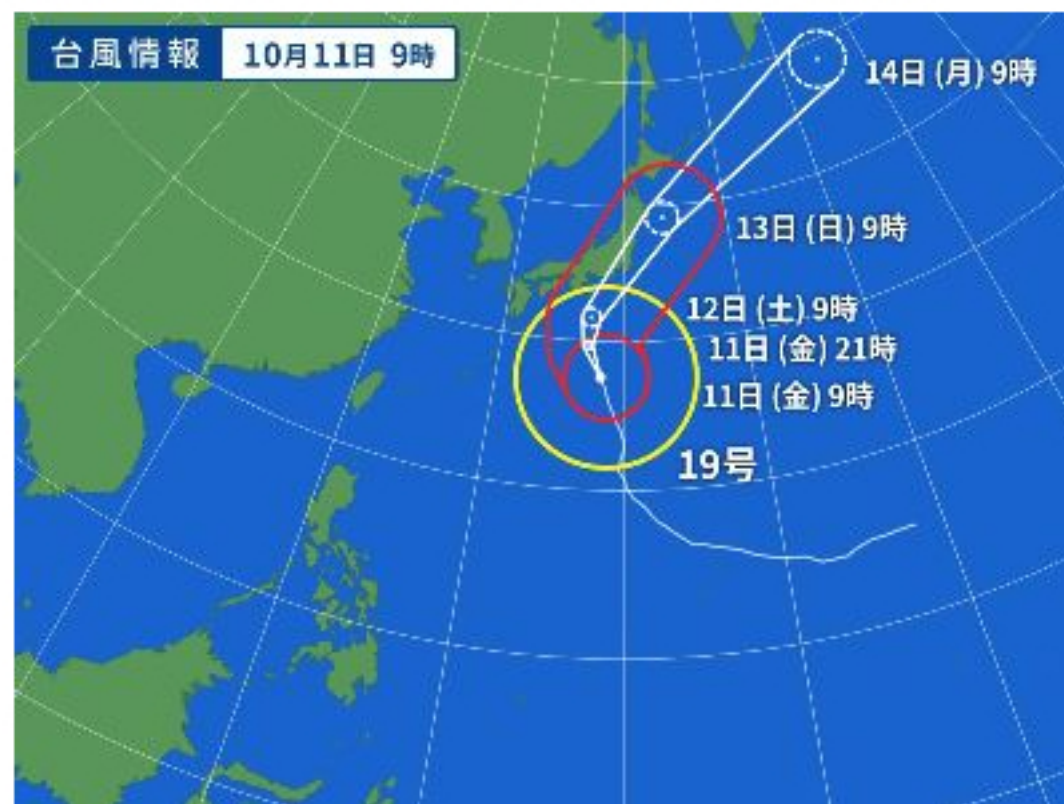 台風情報 10月11日 9時
14日 (月) 9時
13日 (日) 9時
12日 (土) 9時
11日 (金) 21時
11日 (金) 9時
19号